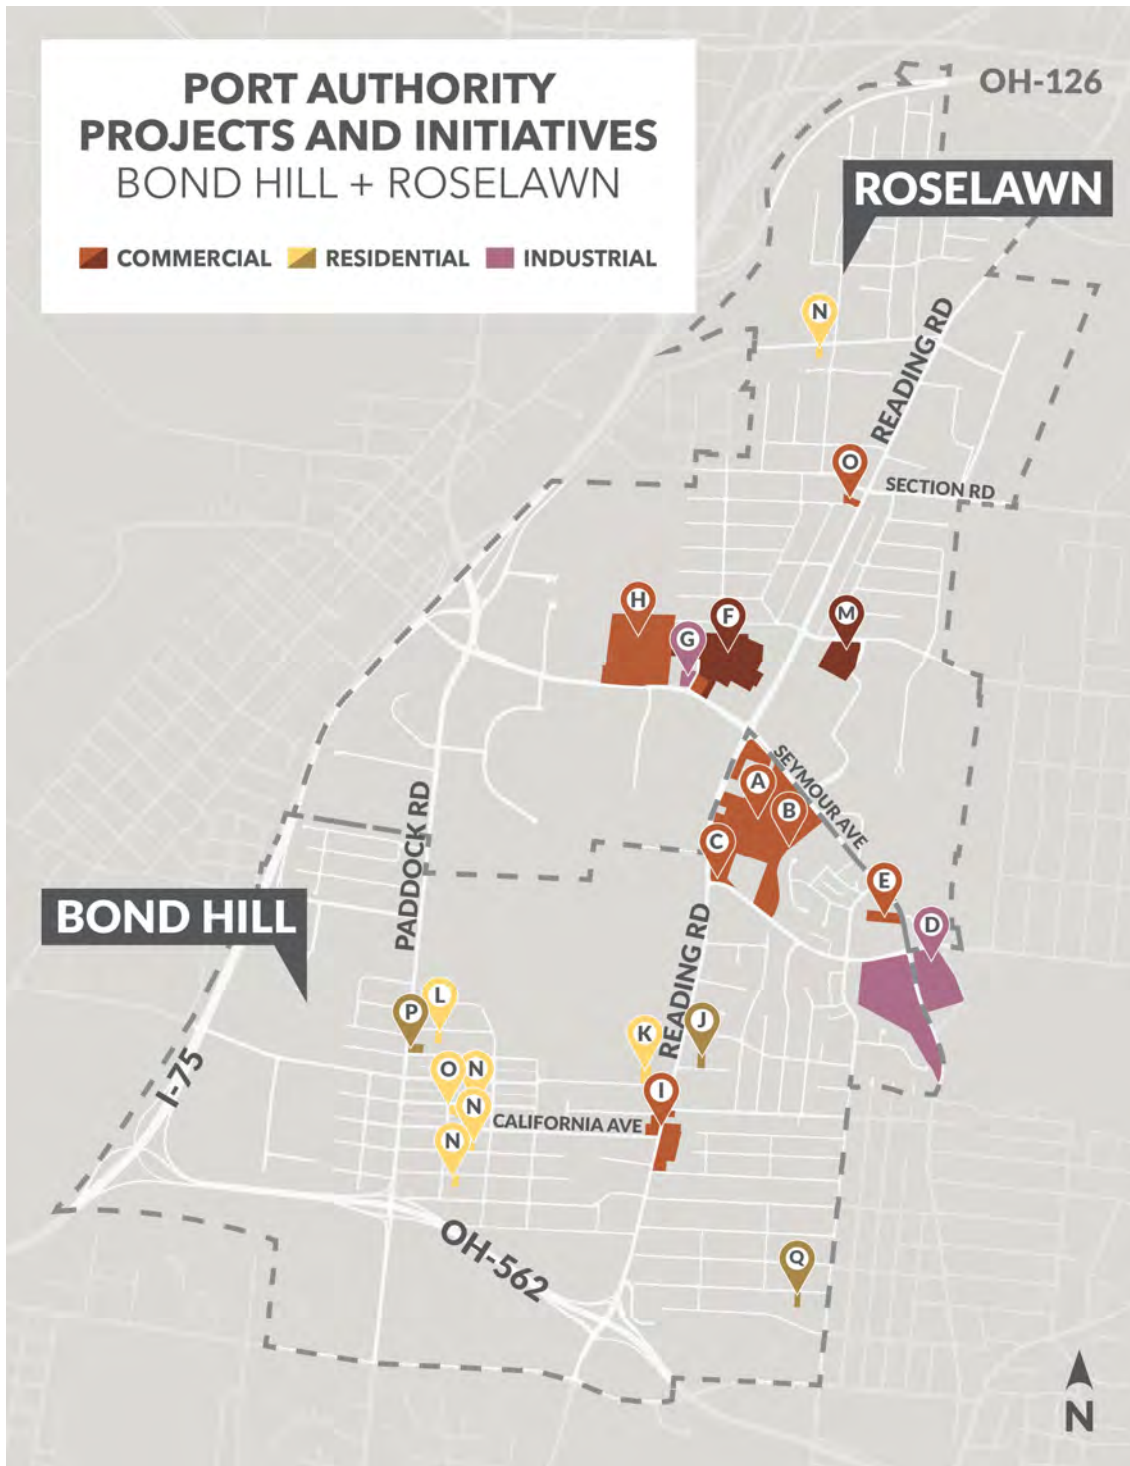 PORT AUTHORITY
PROJECTS AND INITIATIVES
BOND HILL + ROSELAWN
COMMERCIAL RESIDENTIAL INDUSTRIAL
OH-126
ROSELAWN
N
READING RD
O
SECTION RD
H
F
M
G
SEYMOUR AVE
A
B
C
E
PADDOCK RD
BOND HILL
D
READING RD
L
P
J
K
O N
I-75
I
N
CALIFORNIA AVE
N
OH-562
Q
N